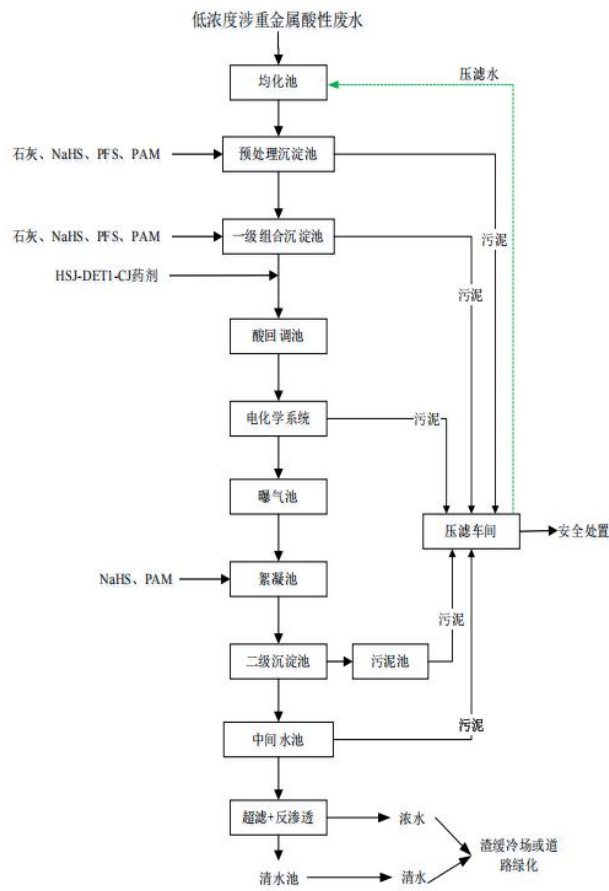 低浓度涉重金属酸性废水
均化池
压滤水
石灰、NaHS、PFS、PAM
预处理沉淀池
石灰、NaHS、PFS、PAM
一级组合沉淀池
污泥
污泥
HSJ-DET1-CJ药剂
酸回调池
电化学系统
污泥
曝气池
压滤车间
安全处置
NaHS、PAM
絮凝池
污泥
二级沉淀池
污泥池
污泥
中间水池
超滤+反渗透
浓水
渣缓冷场或道
路绿化
清水池
清水